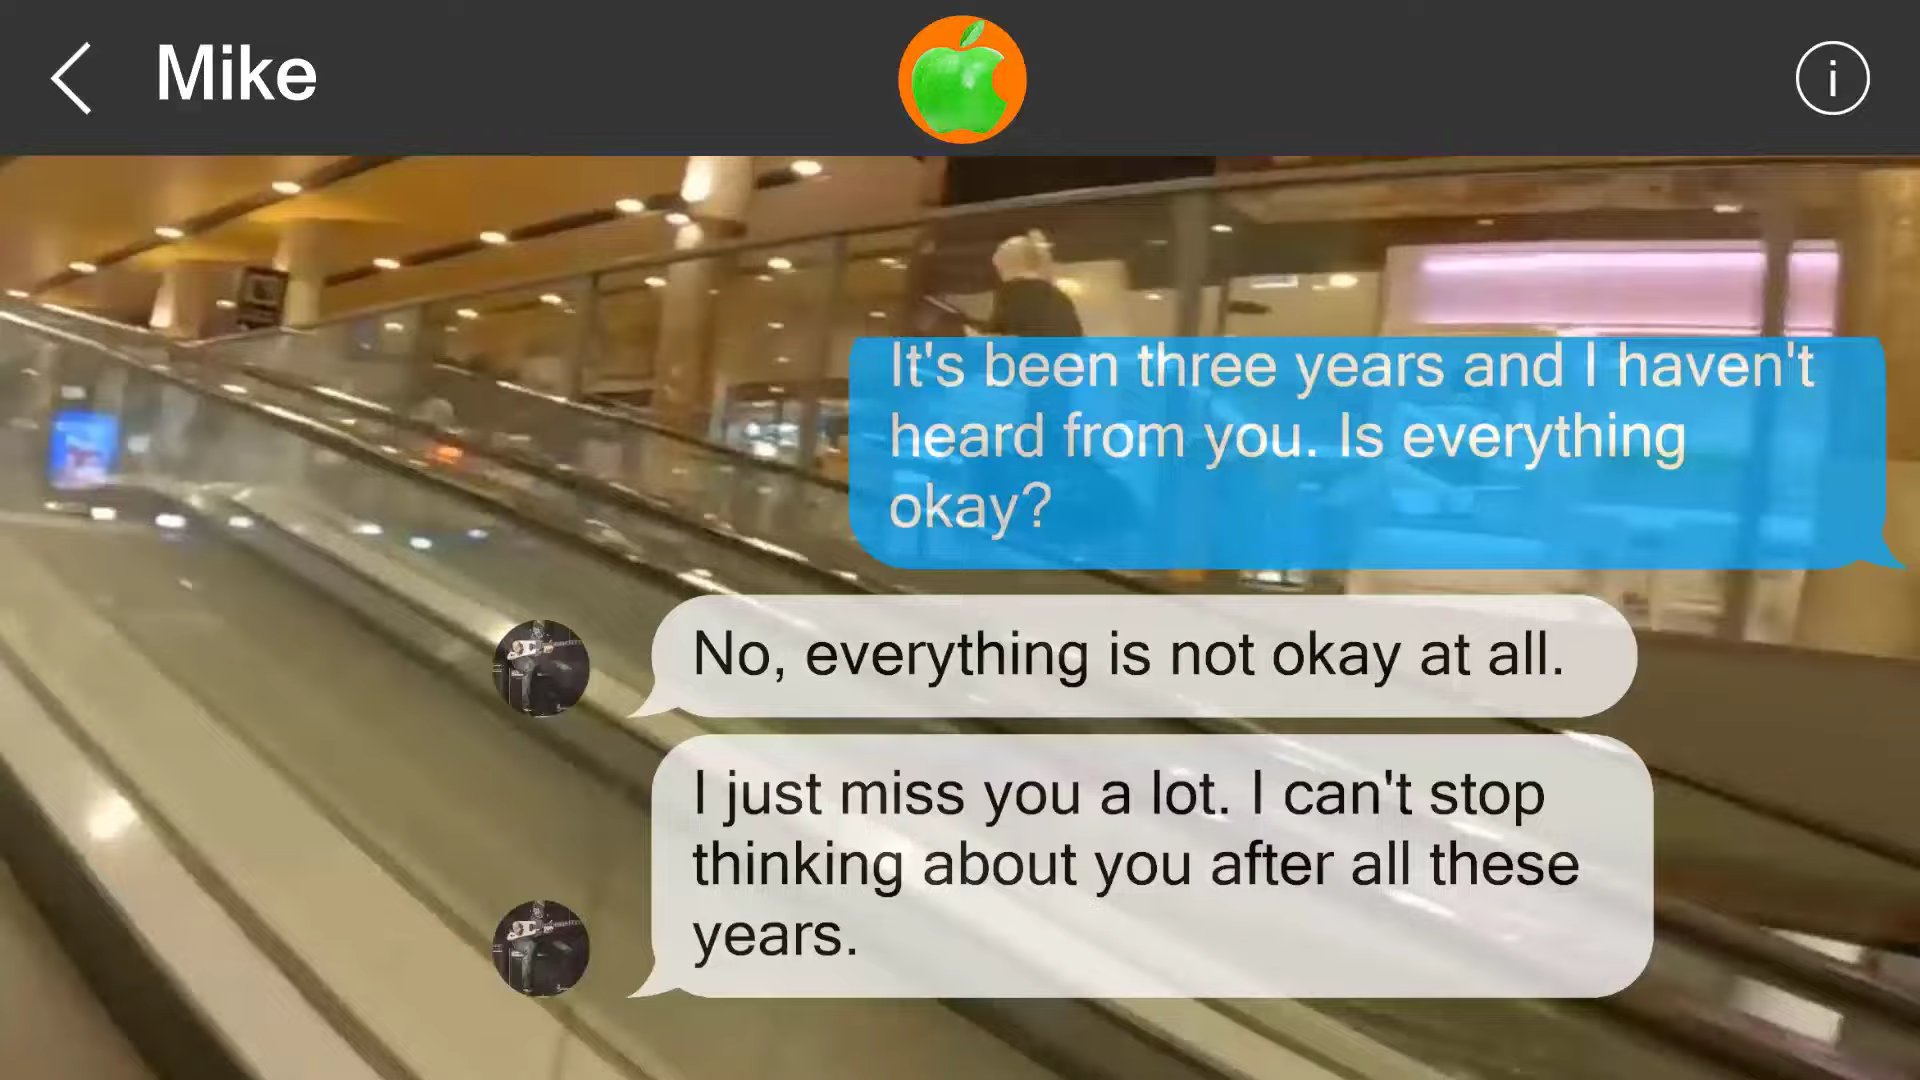 Mike
It's been three years and I haven't
heard from you. Is everything
okay?
No, everything is not okay at all.
I just miss you a lot. I can't stop
thinking about you after all these
years.